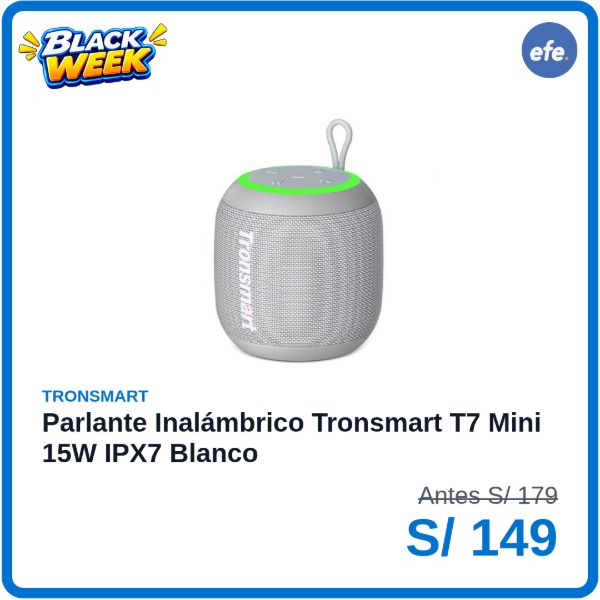 BLACK
WEEK
efe.
Tronsmart
TRONSMART
Parlante Inalámbrico Tronsmart T7 Mini
15W IPX7 Blanco
Antes S/ 179
S/ 149